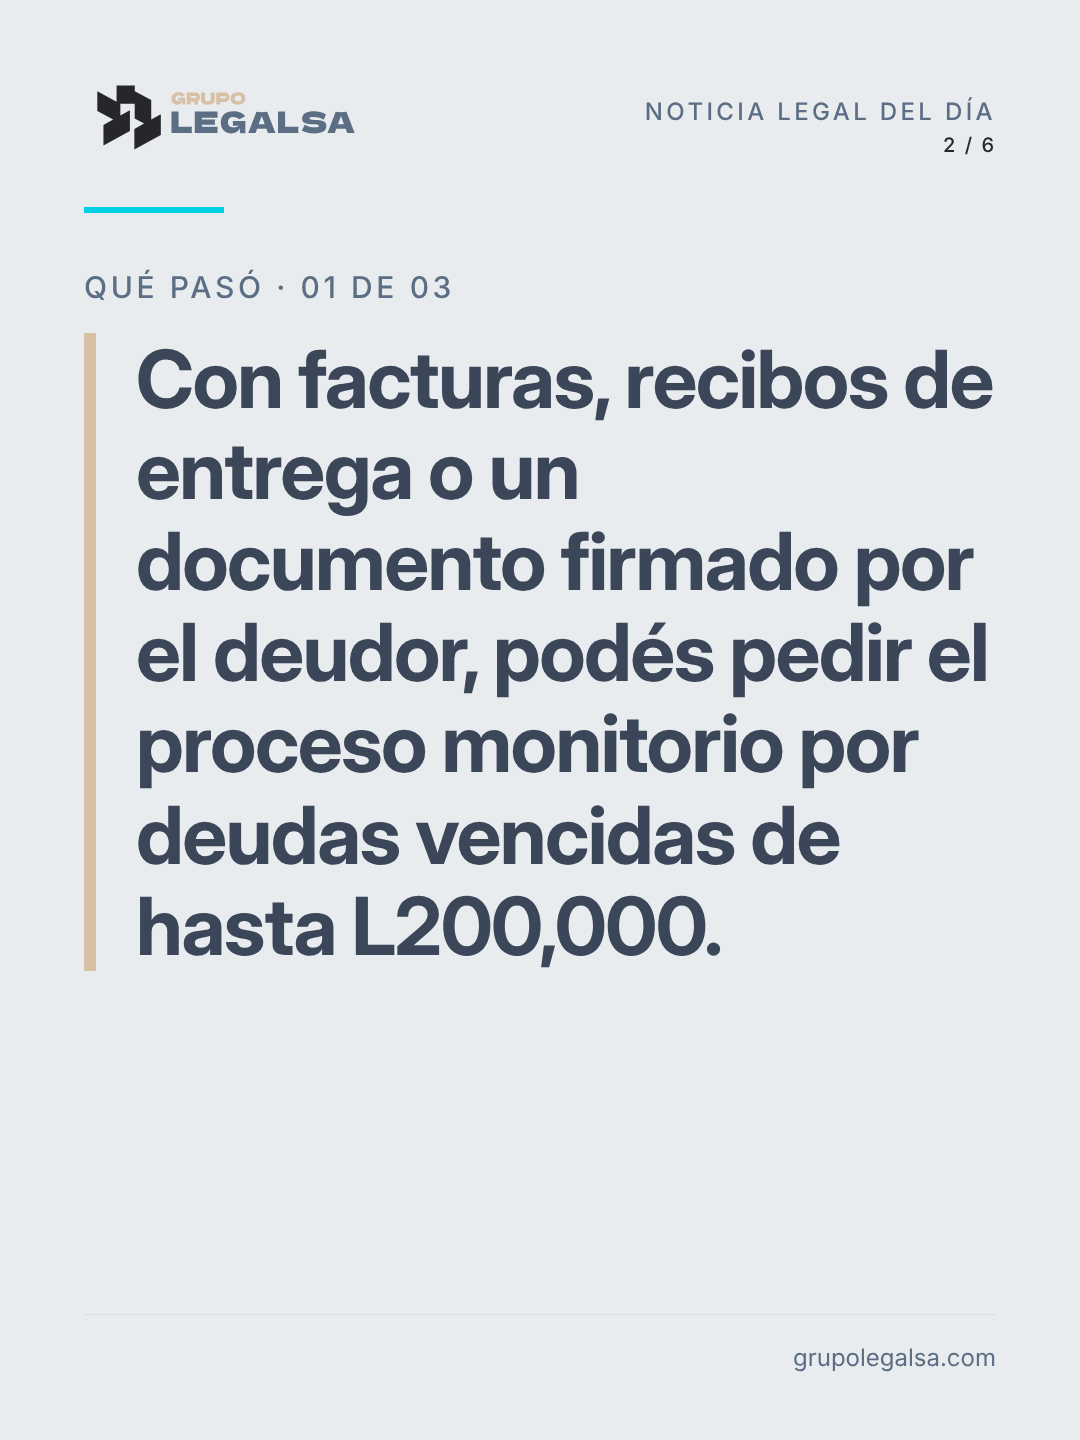 GRUPO
LEGALSA
NOTICIA LEGAL DEL DÍA
2 / 6
QUÉ PASÓ · 01 DE 03
Con facturas, recibos de
entrega o un
documento firmado por
el deudor, podés pedir el
proceso monitorio por
deudas vencidas de
hasta L200,000.
grupolegalsa.com